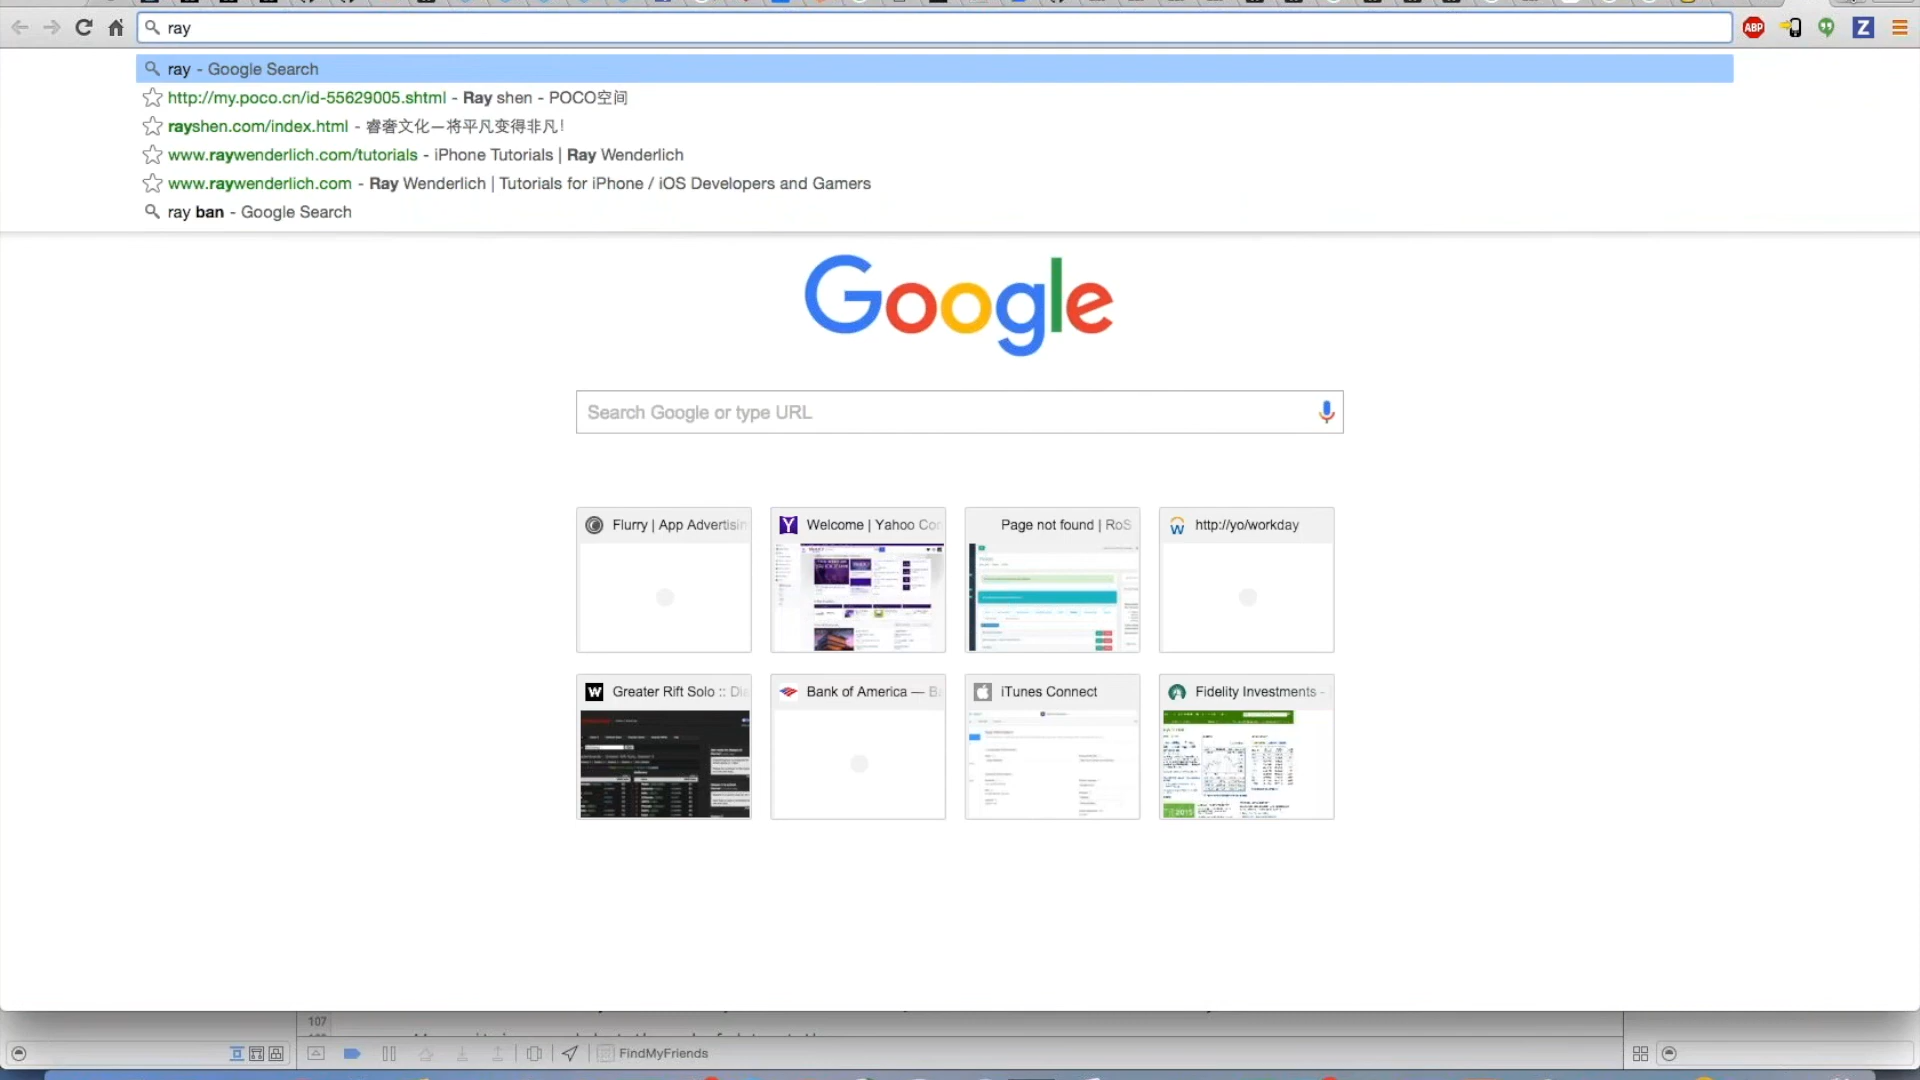 ray
ABP
Z
ray - Google Search
http://my.poco.cn/id-55629005.shtml - Ray shen - POCO空间
rayshen.com/index.html - 睿奢文化—将平凡变得非凡!
www.raywenderlich.com/tutorials - iPhone Tutorials | Ray Wenderlich
www.raywenderlich.com - Ray Wenderlich | Tutorials for iPhone / iOS Developers and Gamers
ray ban - Google Search
Google
Search Google or type URL
Flurry | App Advertisin
Welcome | Yahoo Cor
Page not found | RoS
http://yo/workday
Greater Rift Solo :: Dia
Bank of America — Ba
iTunes Connect
Fidelity Investments -
107
FindMyFriends